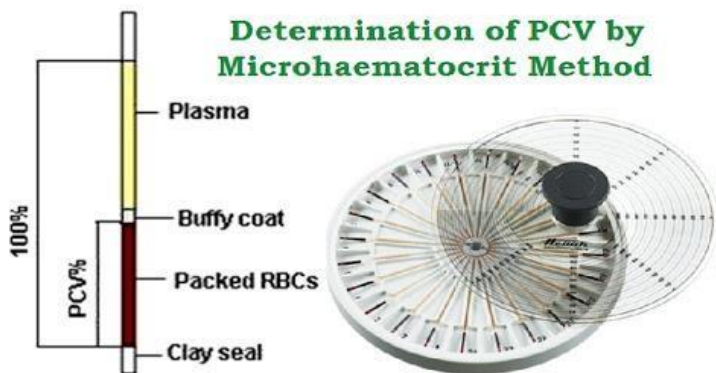 Determination of PCV by
Microhaematocrit Method
Plasma
Buffy coat
Packed RBCs
Clay seal
100%
PCV%